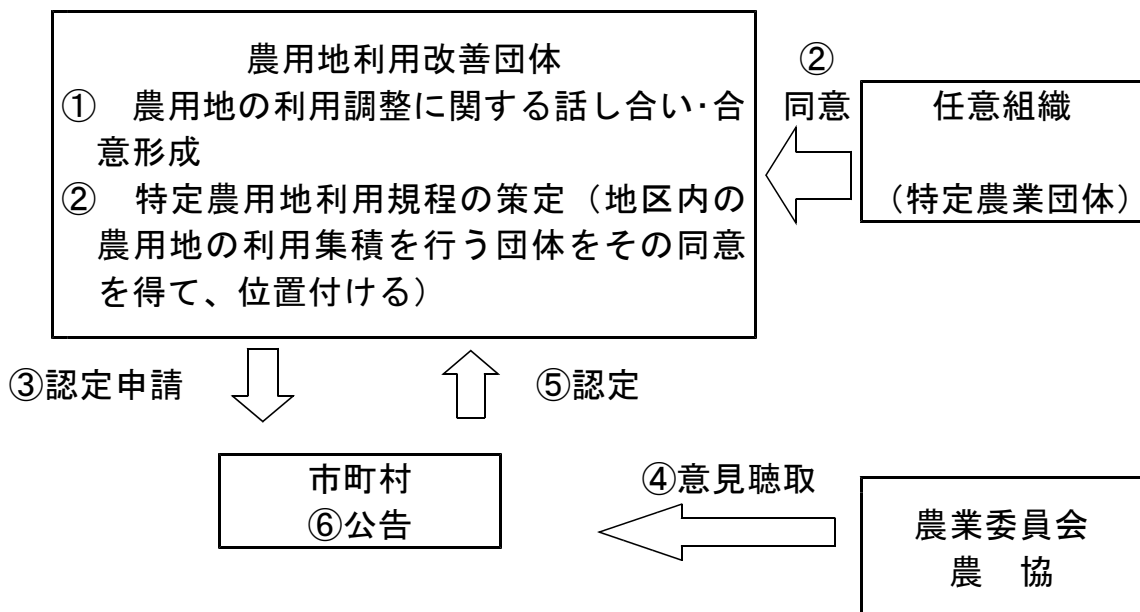 農用地利用改善団体
① 農用地の利用調整に関する話し合い･合
意形成
② 特定農用地利用規程の策定（地区内の
農用地の利用集積を行う団体をその同意
を得て、位置付ける）
②
同意
任意組織
（特定農業団体）
③認定申請
⑤認定
市町村
⑥公告
④意見聴取
農業委員会
農　協